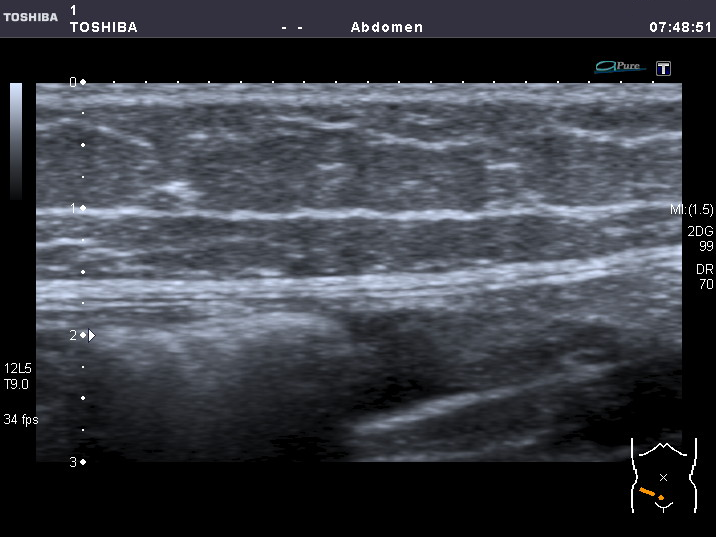 TOSHIBA
1
TOSHIBA - - Abdomen 07:48:51
Pure T
0
1
MI:(1.5)
2DG
99
DR
70
2
12L5
T9.0
34 fps
3